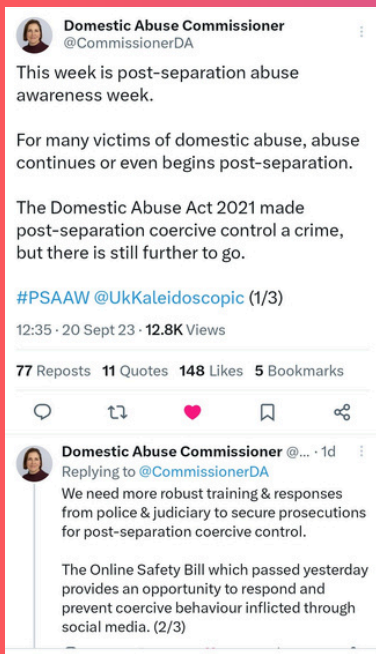 Domestic Abuse Commissioner
@CommissionerDA
This week is post-separation abuse
awareness week.
For many victims of domestic abuse, abuse
continues or even begins post-separation.
The Domestic Abuse Act 2021 made
post-separation coercive control a crime,
but there is still further to go.
#PSAAW @UkKaleidoscopic (1/3)
12:35 · 20 Sept 23 · 12.8K Views
77 Reposts 11 Quotes 148 Likes 5 Bookmarks
Domestic Abuse Commissioner @... · 1d
Replying to @CommissionerDA
We need more robust training & responses
from police & judiciary to secure prosecutions
for post-separation coercive control.
The Online Safety Bill which passed yesterday
provides an opportunity to respond and
prevent coercive behaviour inflicted through
social media. (2/3)